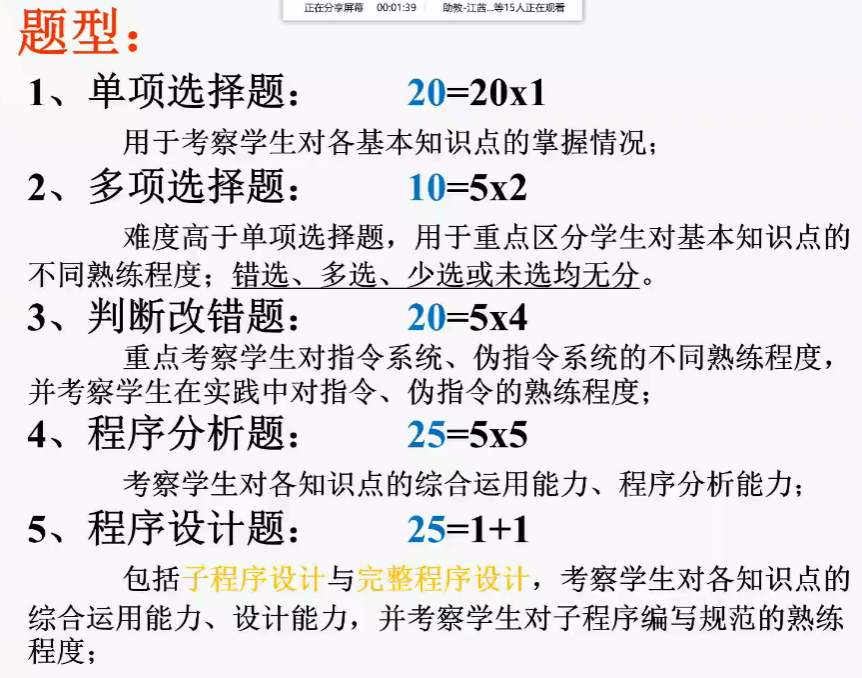 正在分享屏幕 00:01:39 助教-江茜...等15人正在观看
题型：
1、单项选择题： 20=20x1
用于考察学生对各基本知识点的掌握情况；
2、多项选择题： 10=5x2
难度高于单项选择题，用于重点区分学生对基本知识点的
不同熟练程度；错选、多选、少选或未选均无分。
3、判断改错题： 20=5x4
重点考察学生对指令系统、伪指令系统的不同熟练程度，
并考察学生在实践中对指令、伪指令的熟练程度；
4、程序分析题： 25=5x5
考察学生对各知识点的综合运用能力、程序分析能力；
5、程序设计题： 25=1+1
包括子程序设计与完整程序设计，考察学生对各知识点的
综合运用能力、设计能力，并考察学生对子程序编写规范的熟练
程度；